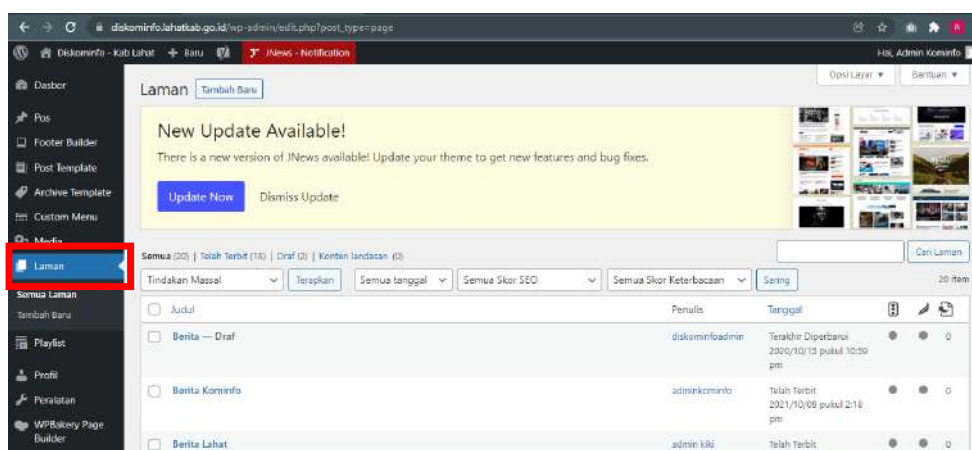 diskominfo.lahatkab.go.id/wp-admin/edit.php?post_type=page
Diskominfo - Kab Lahat + Baru JNews - Notification Hai, Admin Kominfo
Opsi Layar ▼ Bantuan ▼
Dasbor
Pos
Footer Builder
Post Template
Archive Template
Custom Menu
Media
Laman
Semua Laman
Tambah Baru
Playlist
Profil
Peralatan
WPBakery Page
Builder
Laman Tambah Baru
New Update Available!
There is a new version of JNews available! Update your theme to get new features and bug fixes.
Update Now Dismiss Update
Semua (20) | Telah Terbit (18) | Draf (2) | Konten landasan (0)
Cari Laman
Tindakan Massal Terapkan Semua tanggal Semua Skor SEO Semua Skor Keterbacaan Saring 20 item
Judul Penulis Tanggal
Berita — Draf diskominfoadmin Terakhir Diperbarui
2020/10/15 pukul 10:59
pm
0
Berita Kominfo adminkominfo Telah Terbit
2021/10/09 pukul 2:18
pm
0
Berita Lahat admin kiki Telah Terbit 0